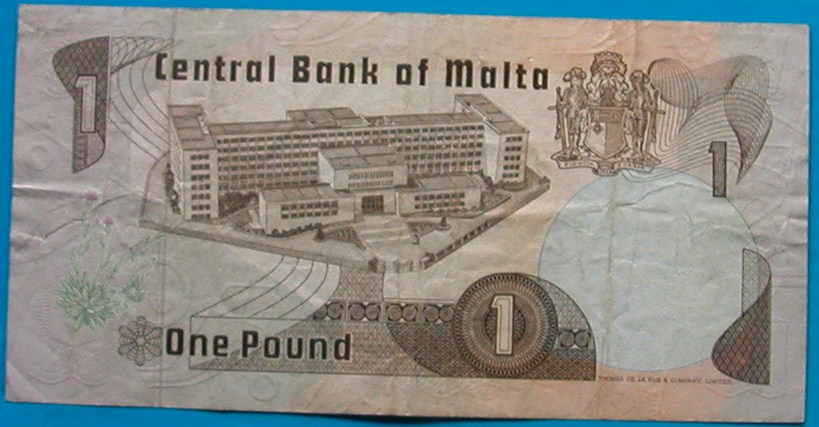 1
Central Bank of Malta
1
One Pound
1
THOMAS DE LA RUE & COMPANY, LIMITED